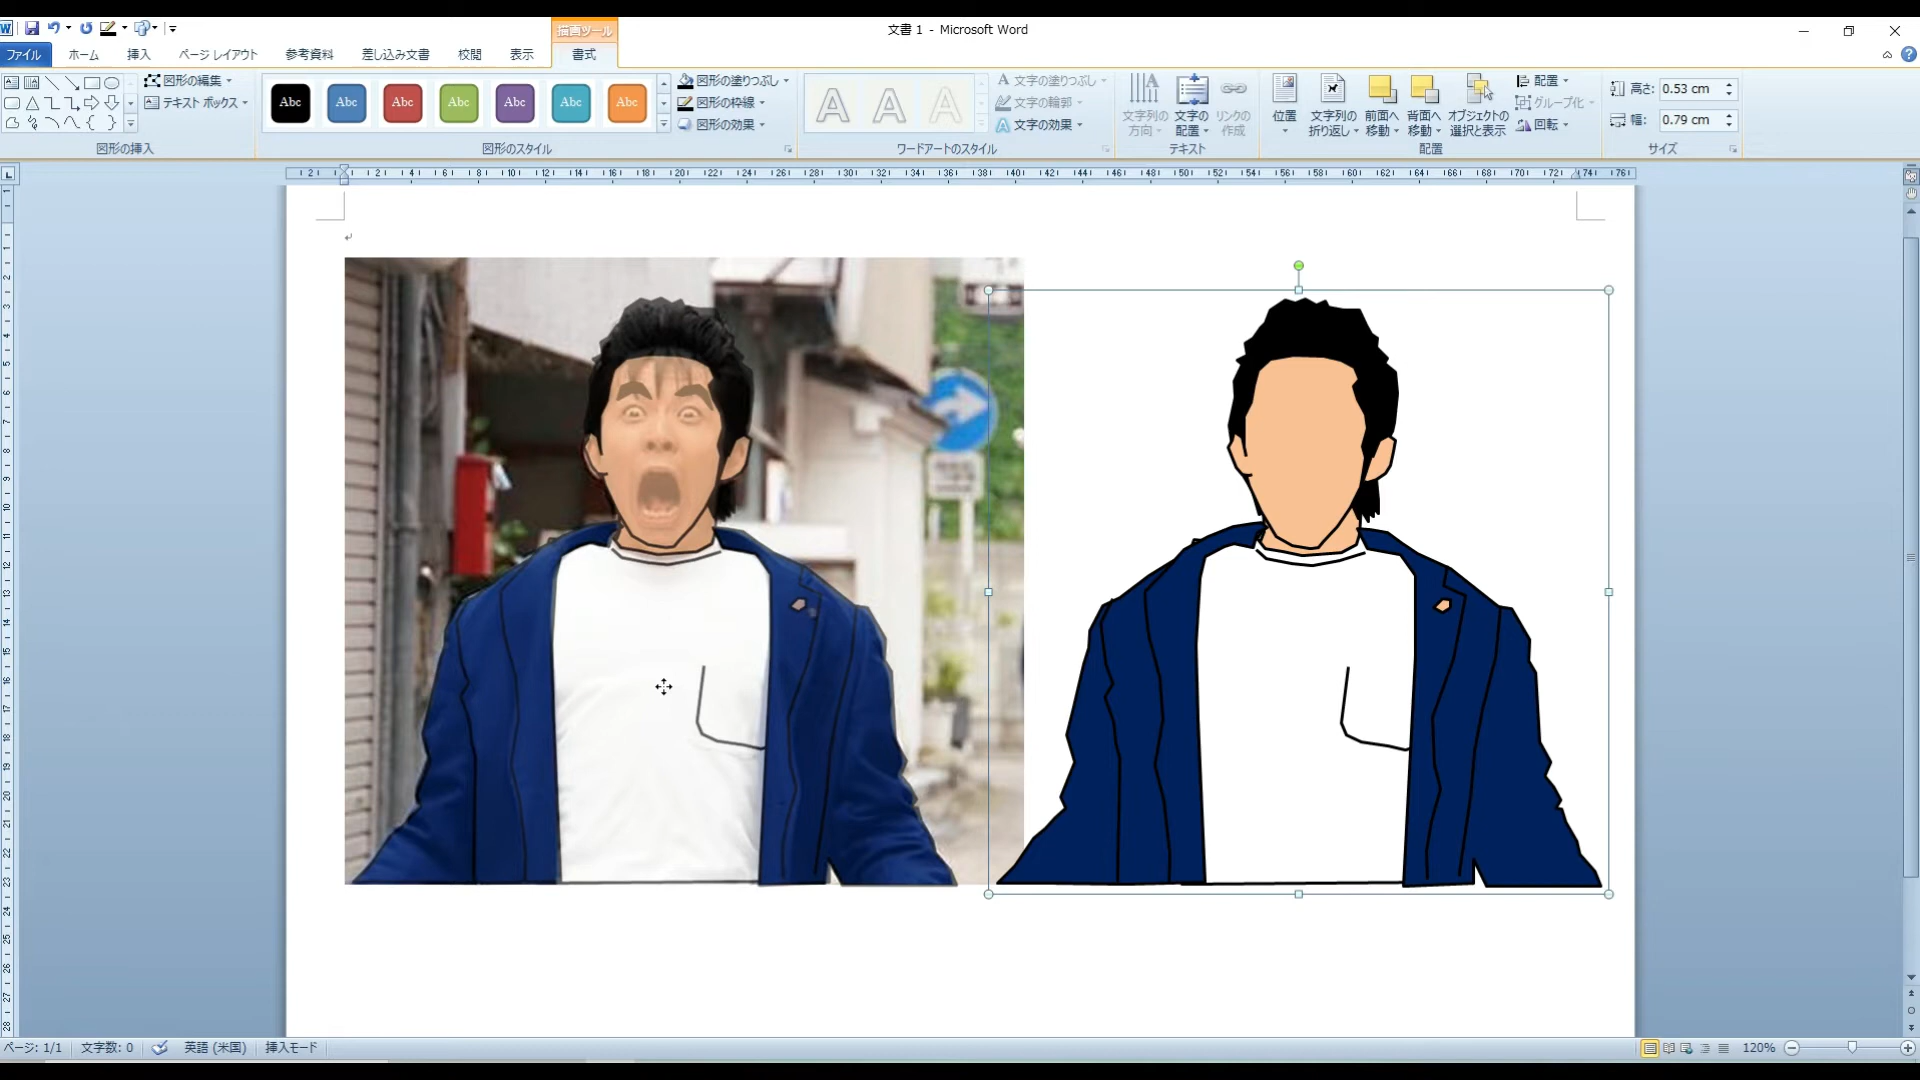 文書 1 - Microsoft Word
描画ツール
ファイル ホーム 挿入 ページ レイアウト 参考資料 差し込み文書 校閲 表示 書式
図形の編集
テキスト ボックス
図形の挿入
Abc Abc Abc Abc Abc Abc Abc
図形の塗りつぶし
図形の枠線
図形の効果
図形のスタイル
A A A
文字の塗りつぶし
文字の輪郭
文字の効果
ワードアートのスタイル
文字列の方向
文字の配置
リンクの作成
テキスト
位置
文字列の折り返し
前面へ移動
背面へ移動
オブジェクトの選択と表示
配置
グループ化
回転
配置
高さ: 0.53 cm
幅: 0.79 cm
サイズ
ページ: 1/1 文字数: 0 英語 (米国) 挿入モード 120%